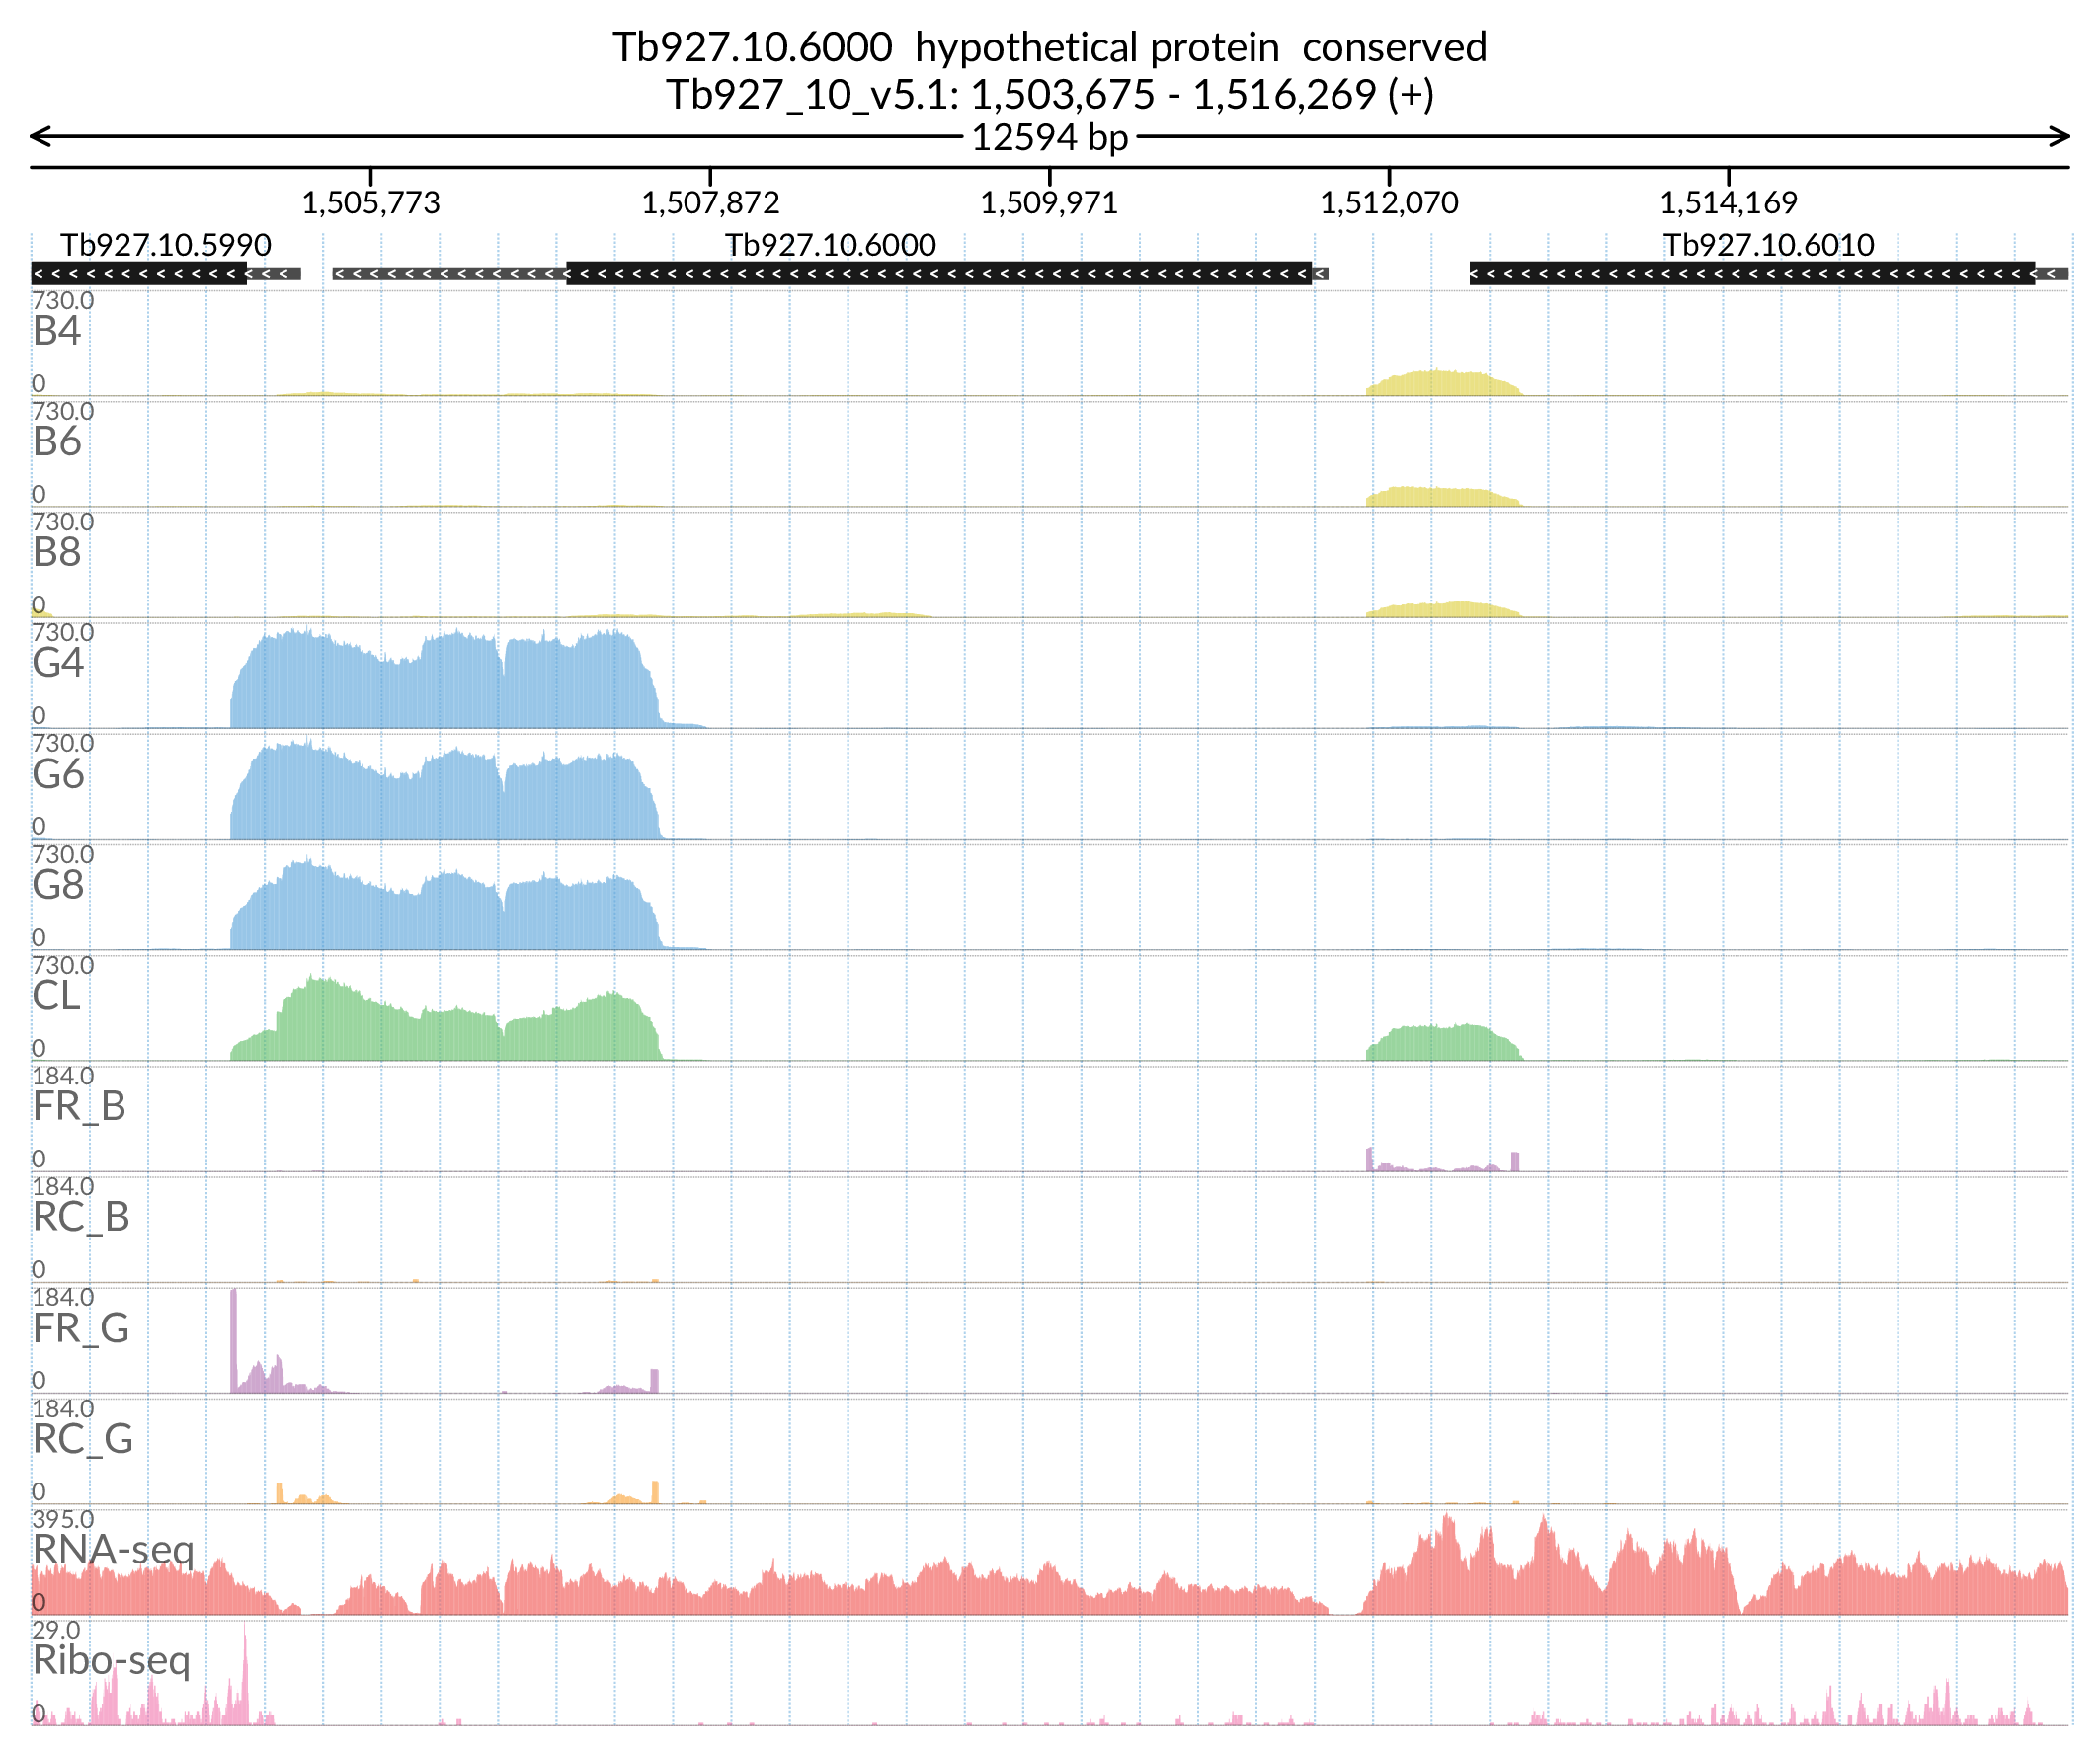 Tb927.10.6000 hypothetical protein conserved
Tb927_10_v5.1: 1,503,675 - 1,516,269 (+)
12594 bp
1,505,773 1,507,872 1,509,971 1,512,070 1,514,169
Tb927.10.5990 Tb927.10.6000 Tb927.10.6010
730.0
B4
0
730.0
B6
0
730.0
B8
0
730.0
G4
0
730.0
G6
0
730.0
G8
0
730.0
CL
0
184.0
FR_B
0
184.0
RC_B
0
184.0
FR_G
0
184.0
RC_G
0
395.0
RNA-seq
0
29.0
Ribo-seq
0